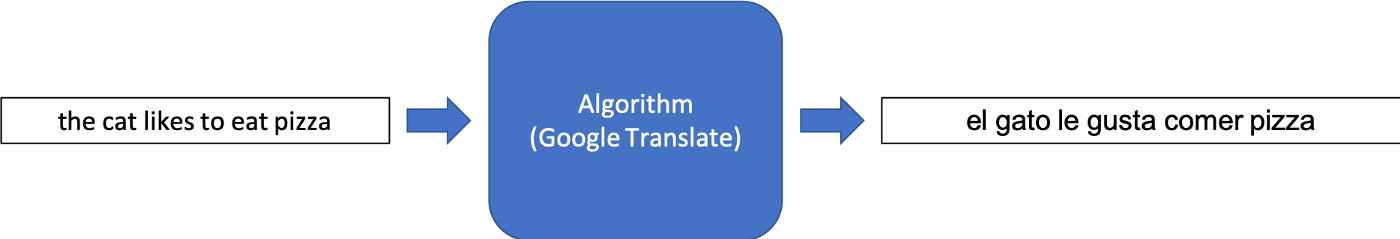 the cat likes to eat pizza
Algorithm
(Google Translate)
el gato le gusta comer pizza